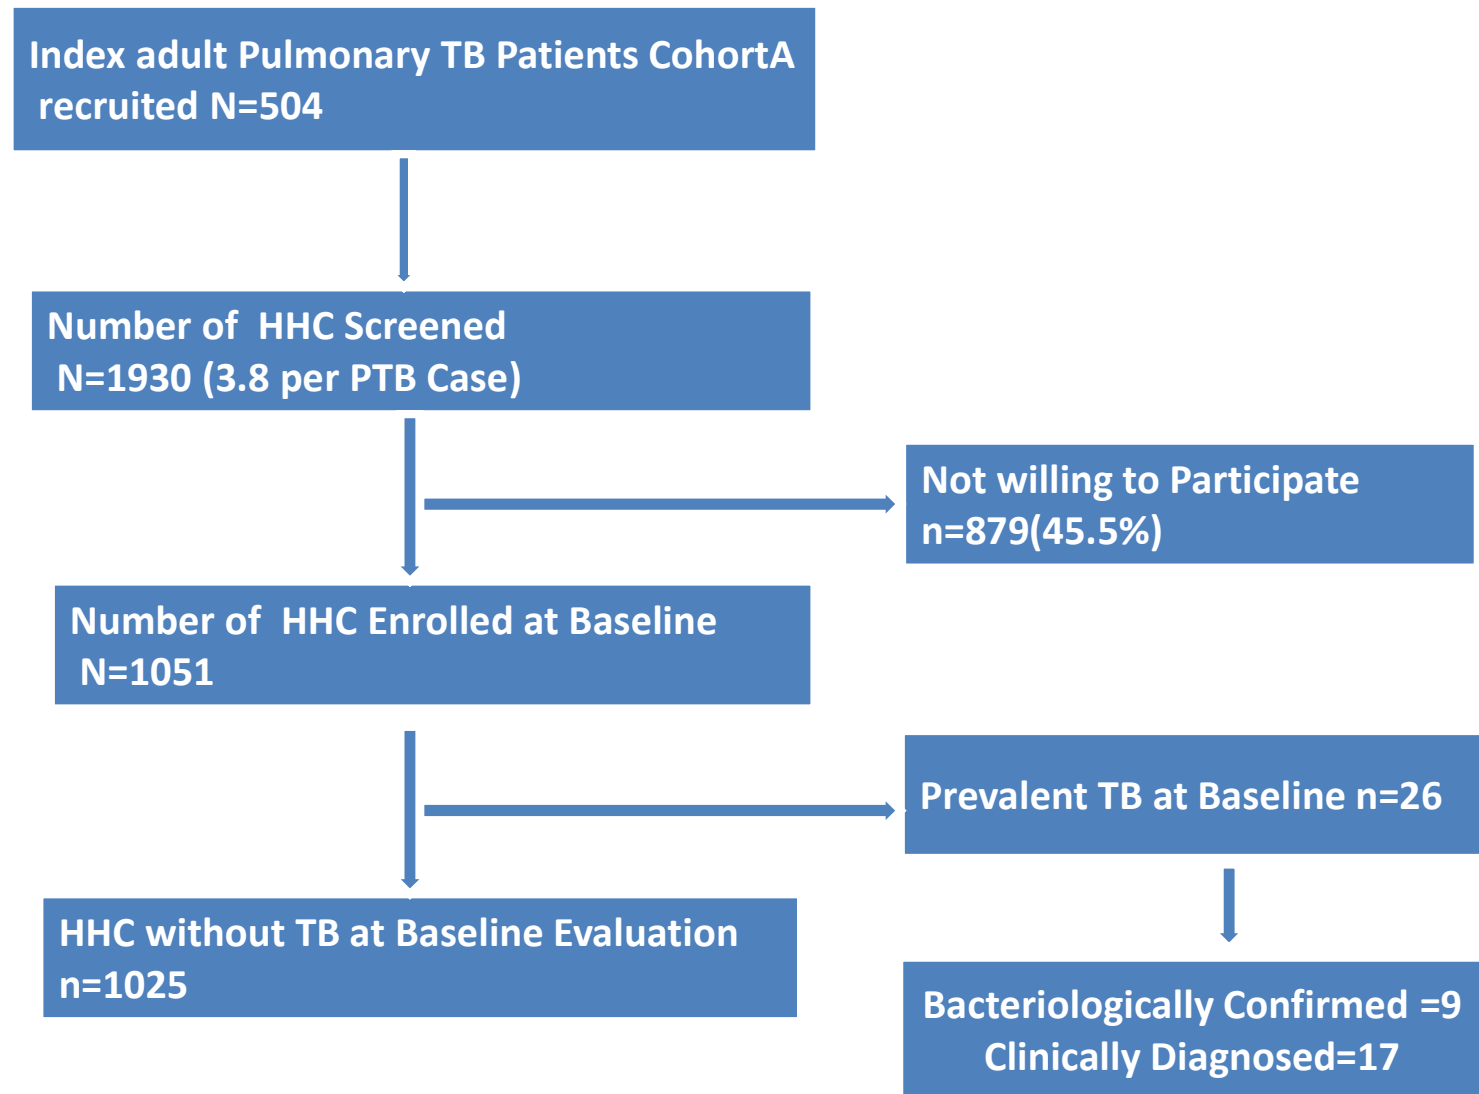 Index adult Pulmonary TB Patients CohortA
recruited N=504
Number of HHC Screened
N=1930 (3.8 per PTB Case)
Not willing to Participate
n=879(45.5%)
Number of HHC Enrolled at Baseline
N=1051
Prevalent TB at Baseline n=26
HHC without TB at Baseline Evaluation
n=1025
Bacteriologically Confirmed =9
Clinically Diagnosed=17